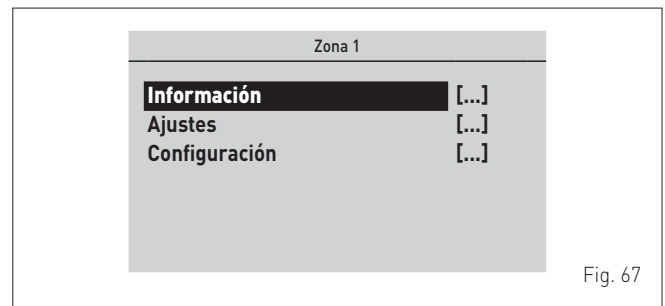 Zona 1
Información [...]
Ajustes [...]
Configuración [...]
Fig. 67